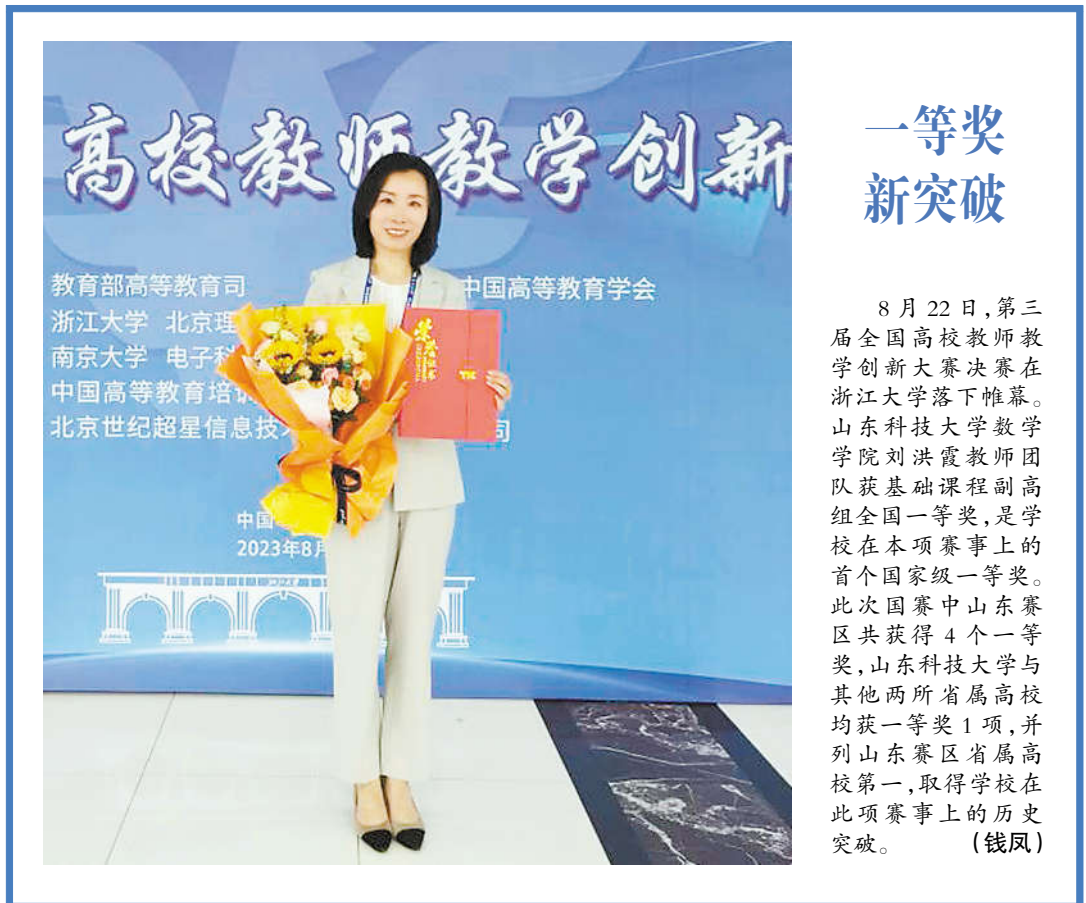 高校教师教学创新
教育部高等教育司 中国高等教育学会
浙江大学 北京理
南京大学 电子科
中国高等教育培训
北京世纪超星信息技术 司
荣誉证书
中国
2023年8月
浙江大学
一等奖
新突破
8月22日,第三
届全国高校教师教
学创新大赛决赛在
浙江大学落下帷幕。
山东科技大学数学
学院刘洪霞教师团
队获基础课程副高
组全国一等奖,是学
校在本项赛事上的
首个国家级一等奖。
此次国赛中山东赛
区共获得4个一等
奖,山东科技大学与
其他两所省属高校
均获一等奖1项,并
列山东赛区省属高
校第一,取得学校在
此项赛事上的历史
突破。 (钱凤)